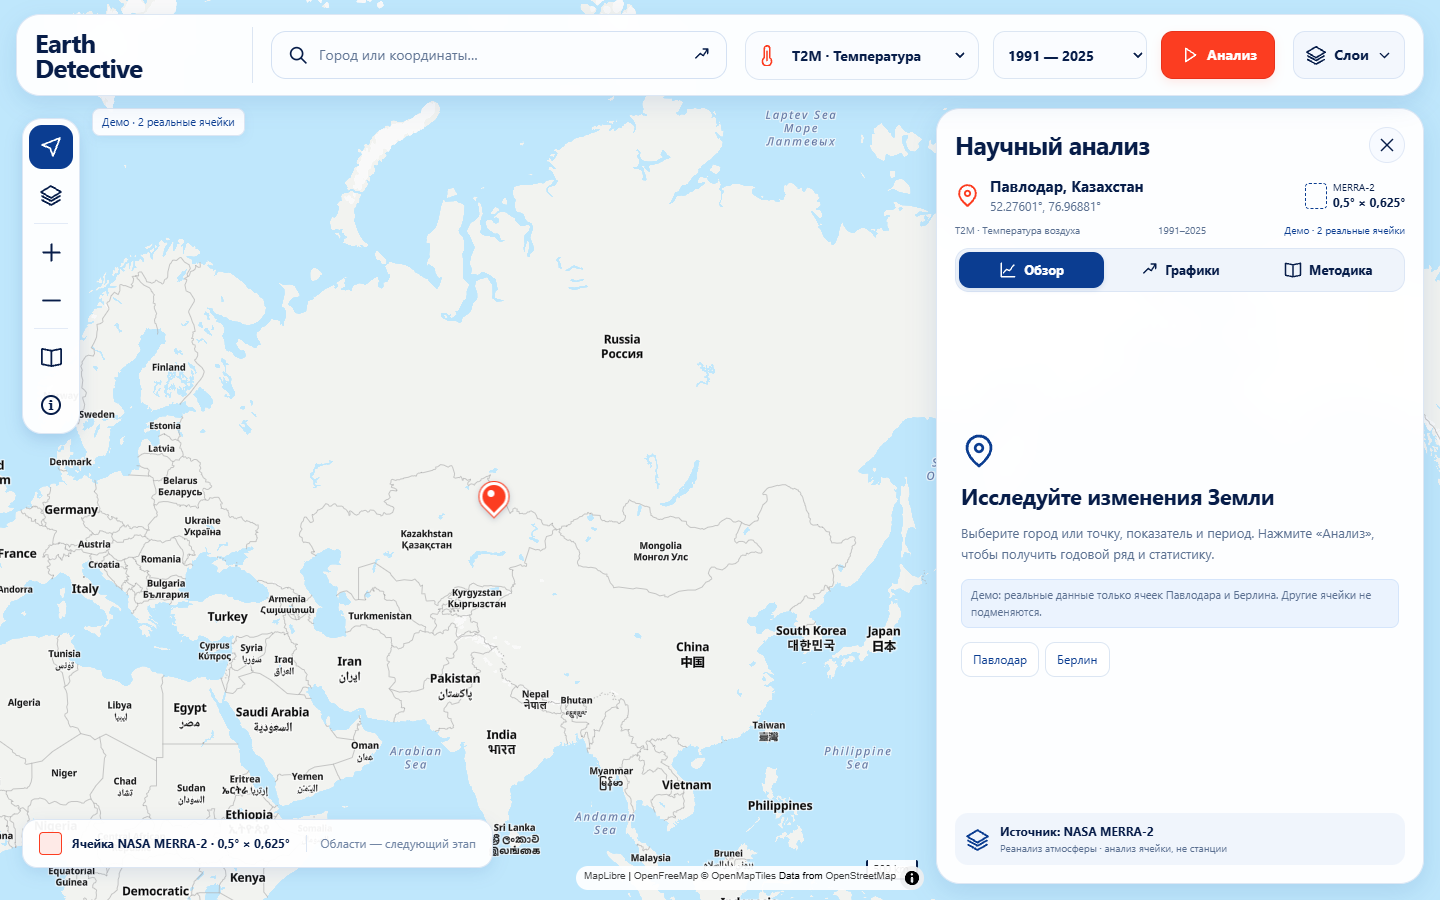 Earth
Detective
Город или координаты...
T2M · Температура
1991 — 2025
Анализ
Слои
Демо · 2 реальные ячейки
Научный анализ
Павлодар, Казахстан
52.27601°, 76.96881°
MERRA-2
0,5° × 0,625°
T2M · Температура воздуха
1991–2025
Демо · 2 реальные ячейки
Обзор
Графики
Методика
Исследуйте изменения Земли
Выберите город или точку, показатель и период. Нажмите «Анализ»,
чтобы получить годовой ряд и статистику.
Демо: реальные данные только ячеек Павлодара и Берлина. Другие ячейки не
подменяются.
Павлодар
Берлин
Источник: NASA MERRA-2
Реанализ атмосферы · анализ ячейки, не станции
Laptev Sea
Море
Лаптевых
Russia
Россия
Finland
Sweden
Estonia
Latvia
Denmark
Belarus
Беларусь
Germany
Ukraine
Україна
Austria
France
Croatia
Romania
Kazakhstan
Қазақстан
Mongolia
Монгол Улс
Andorra
Italy
Bulgaria
България
Armenia
Հայաստան
Kyrgyzstan
Кыргызстан
Turkey
Turkmenistan
South Korea
대한민국
Japan
日本
Cyprus
Κύπρος
Syria
سوريا
Tunisia
تونس
Iraq
العراق
Iran
ایران
China
中国
Pakistan
پاکستان
Nepal
नेपाल
Bhutan
Algeria
Libya
ليبيا
Egypt
مصر
Saudi Arabia
السعودية
Taiwan
臺灣
India
भारत
Oman
عمان
Arabian
Sea
Philippine
Sea
Niger
Chad
تشاد
Sudan
السودان
Eritrea
ኤርትራ إرتريا
Yemen
اليمن
Myanmar
မြန်မာ
Vietnam
Philippines
Ethiopia
Andaman
Sea
Sri Lanka
Ячейка NASA MERRA-2 · 0,5° × 0,625°
Области — следующий этап
Malaysia
Brunei
Equatorial
Guinea
Democratic
Kenya
MapLibre | OpenFreeMap © OpenMapTiles Data from OpenStreetMap